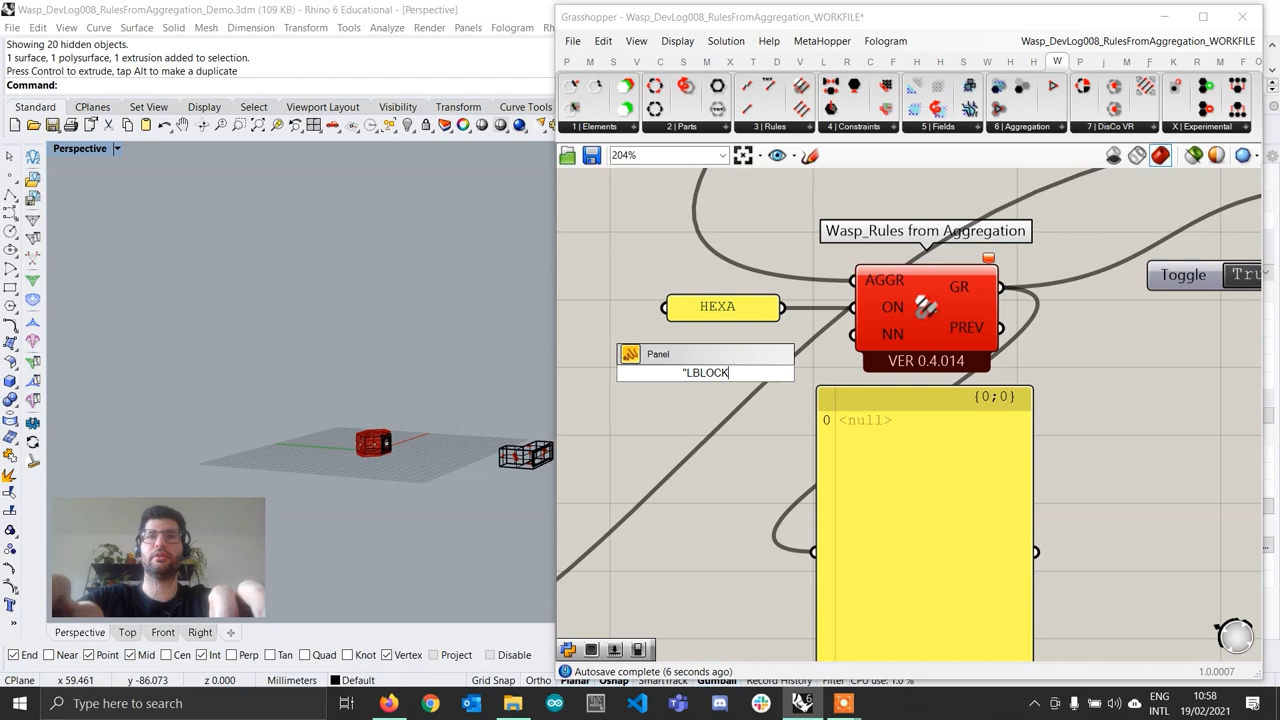 Wasp_DevLog008_RulesFromAggregation_Demo.3dm (109 KB) - Rhino 6 Educational - [Perspective]
File Edit View Curve Surface Solid Mesh Dimension Transform Tools Analyze Render Panels Fologram
Showing 20 hidden objects.
1 surface, 1 polysurface, 1 extrusion added to selection.
Press Control to extrude, tap Alt to make a duplicate
Command:
Standard CPlanes Set View Display Select Viewport Layout Visibility Transform Curve Tools
Perspective
Grasshopper - Wasp_DevLog008_RulesFromAggregation_WORKFILE*
File Edit View Display Solution Help MetaHopper Fologram Wasp_DevLog008_RulesFromAggregation_WORKFILE
P M S V C S M I T D V L K M F H H H W S W W H H W P j M F C F
1 | Elements 2 | Parts 3 | Rules 4 | Constraints 5 | Fields 6 | Aggregation 7 | DisCo VR X | Experimental
204%
Wasp_Rules from Aggregation
AGGR
ON
NN
GR
PREV
VER 0.4.014
Toggle Tru
HEXA
Panel
"LBLOCK
{0;0}
0 <null>
Perspective Top Front Right
End Near Point Mid Cen Int Perp Tan Quad Knot Vertex Project Disable
Autosave complete (6 seconds ago) 1.0.0007
CPlane x 59.461 y -86.073 z 0.000 Millimeters Default Grid Snap Ortho Planar Osnap SmartTrack Gumball Record History Filter CPU use: 1.0 %
Type here to search
ENG
INTL
10:58
19/02/2021